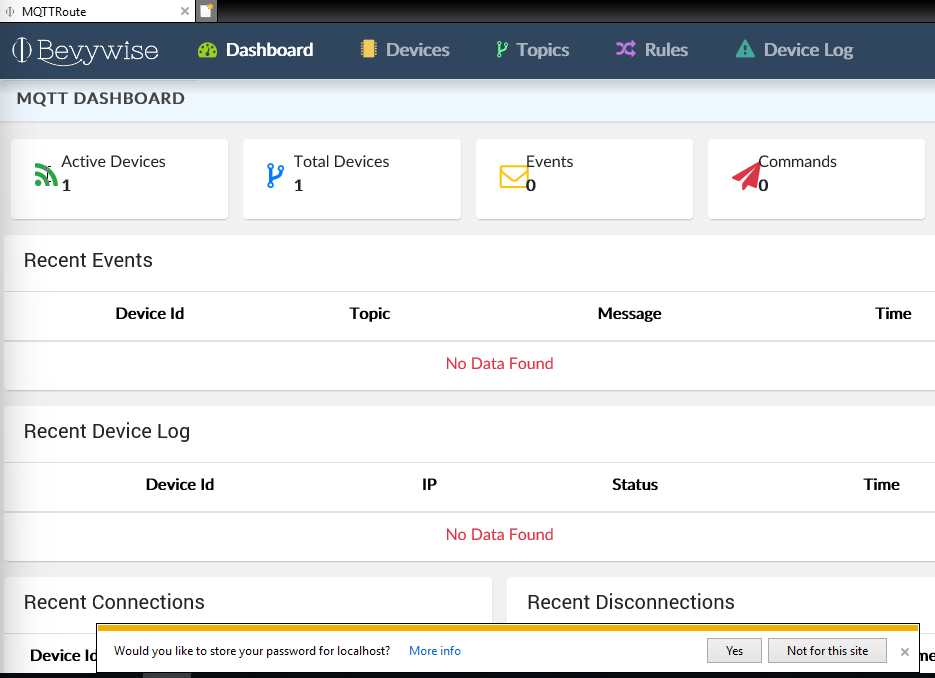 MQTTRoute
Bevywise Dashboard Devices Topics Rules Device Log
MQTT DASHBOARD
Active Devices
1
Total Devices
1
Events
0
Commands
0
Recent Events
Device Id Topic Message Time
No Data Found
Recent Device Log
Device Id IP Status Time
No Data Found
Recent Connections
Recent Disconnections
Device Id
Would you like to store your password for localhost? More info Yes Not for this site